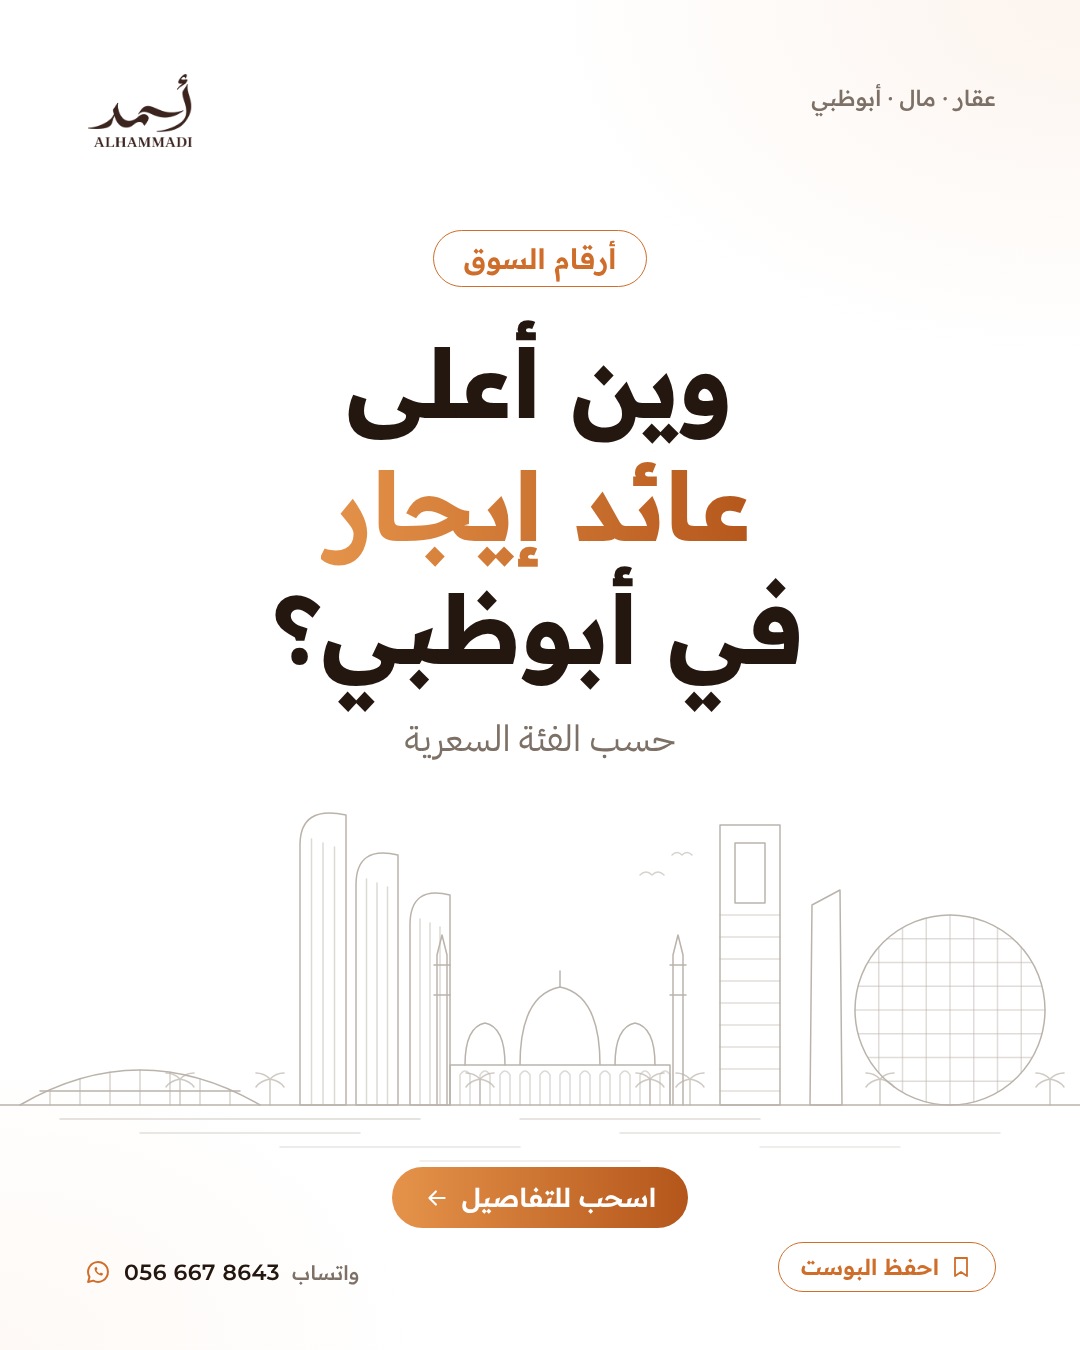 عقار · مال · أبوظبي
أحمد
ALHAMMADI
أرقام السوق
وين أعلى
عائد إيجار
في أبوظبي؟
حسب الفئة السعرية
اسحب للتفاصيل ←
احفظ البوست
واتساب 056 667 8643